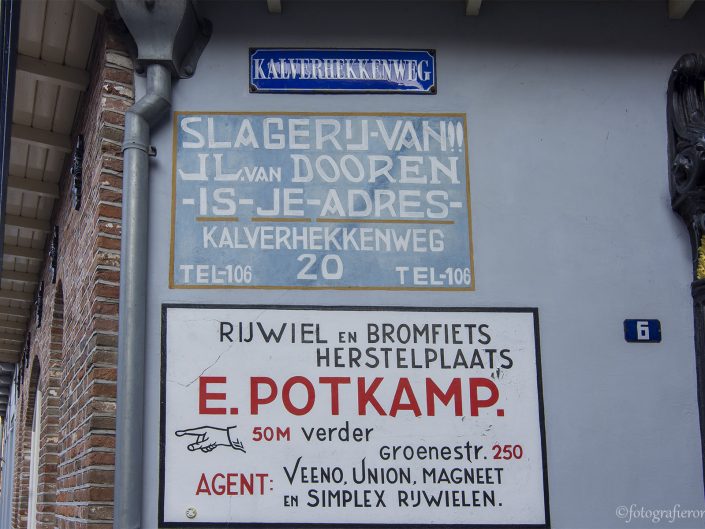 KALVERHEKKENWEG
SLAGERIJ-VAN!!
J.L. VAN DOOREN
-IS-JE-ADRES-
KALVERHEKKENWEG
20
TEL-106 TEL-106
6
RIJWIEL EN BROMFIETS
HERSTELPLAATS
E. POTKAMP.
50M verder
groenestr. 250
AGENT: VEENO, UNION, MAGNEET
EN SIMPLEX RIJWIELEN.